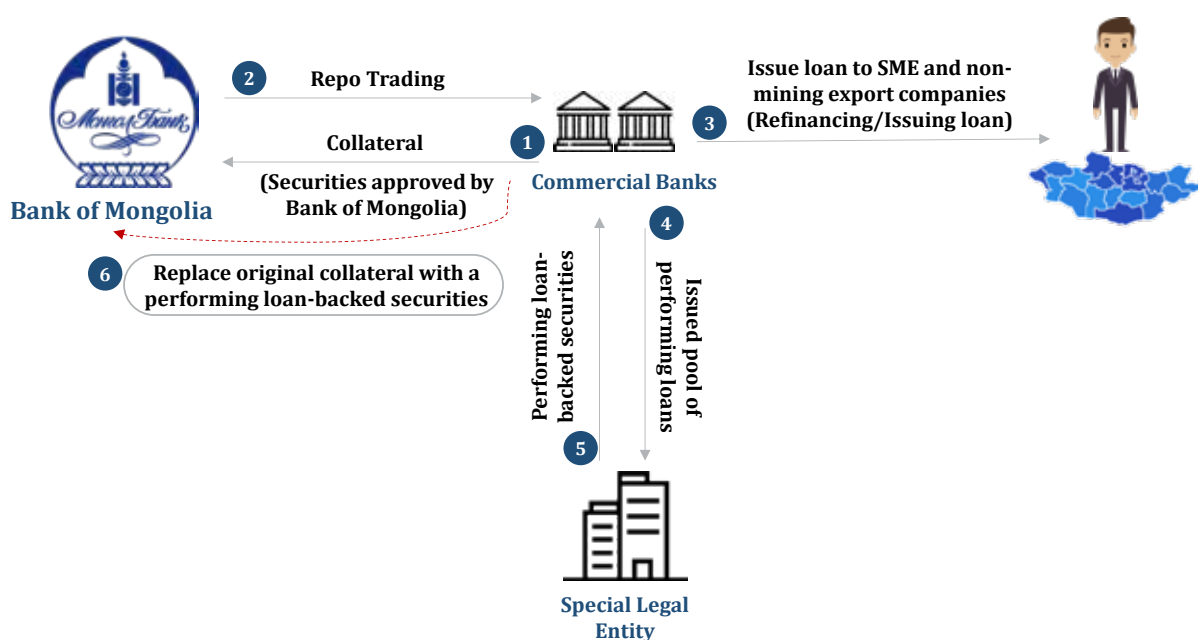 МонголБанк
Bank of Mongolia
2
Repo Trading
1
Collateral
(Securities approved by
Bank of Mongolia)
Commercial Banks
3
Issue loan to SME and non-
mining export companies
(Refinancing/Issuing loan)
6
Replace original collateral with a
performing loan-backed securities
4
Issued pool of
performing loans
5
Performing loan-
backed securities
Special Legal
Entity